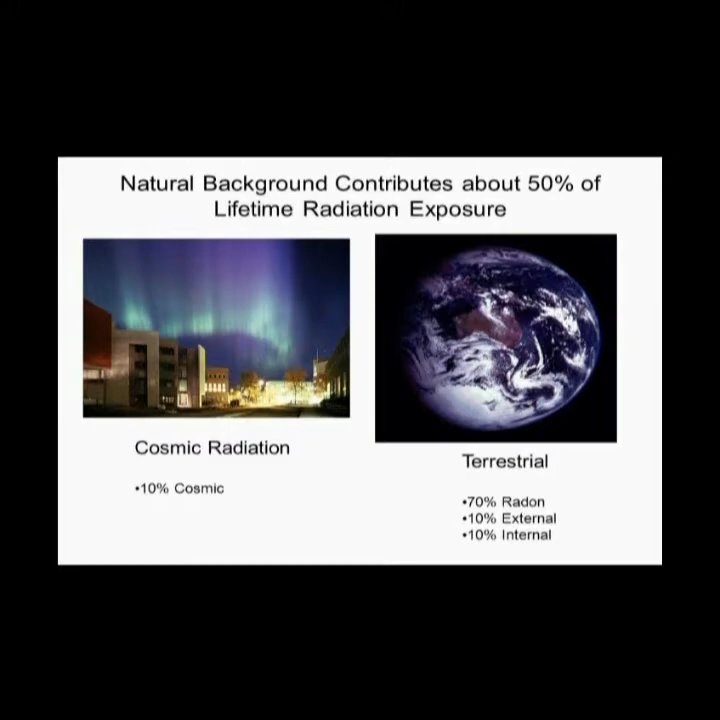 Natural Background Contributes about 50% of
Lifetime Radiation Exposure
Cosmic Radiation
•10% Cosmic
Terrestrial
•70% Radon
•10% External
•10% Internal